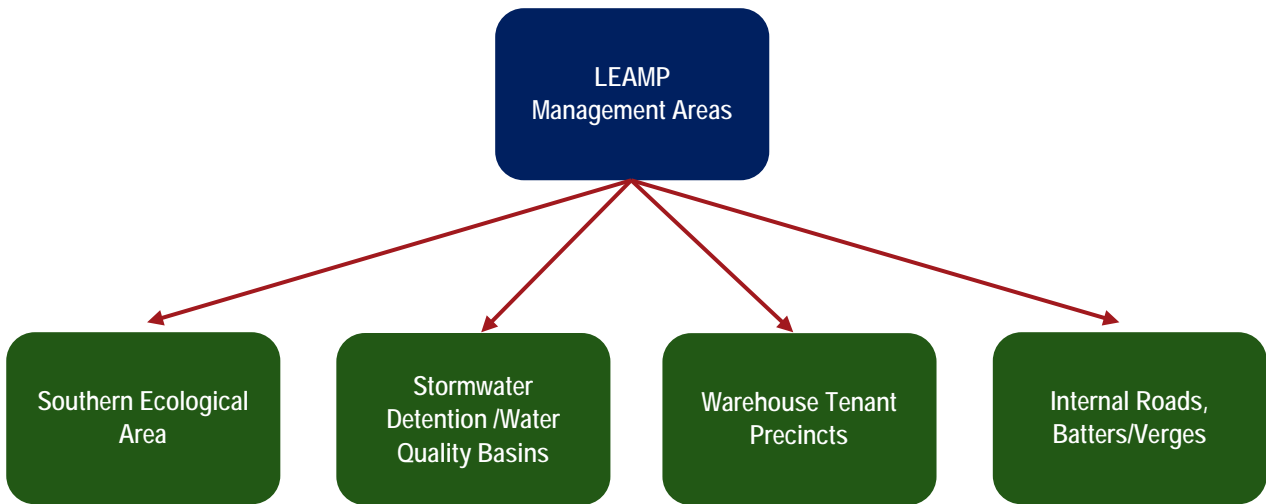 LEAMP
Management Areas
Southern Ecological
Area
Stormwater
Detention /Water
Quality Basins
Warehouse Tenant
Precincts
Internal Roads,
Batters/Verges